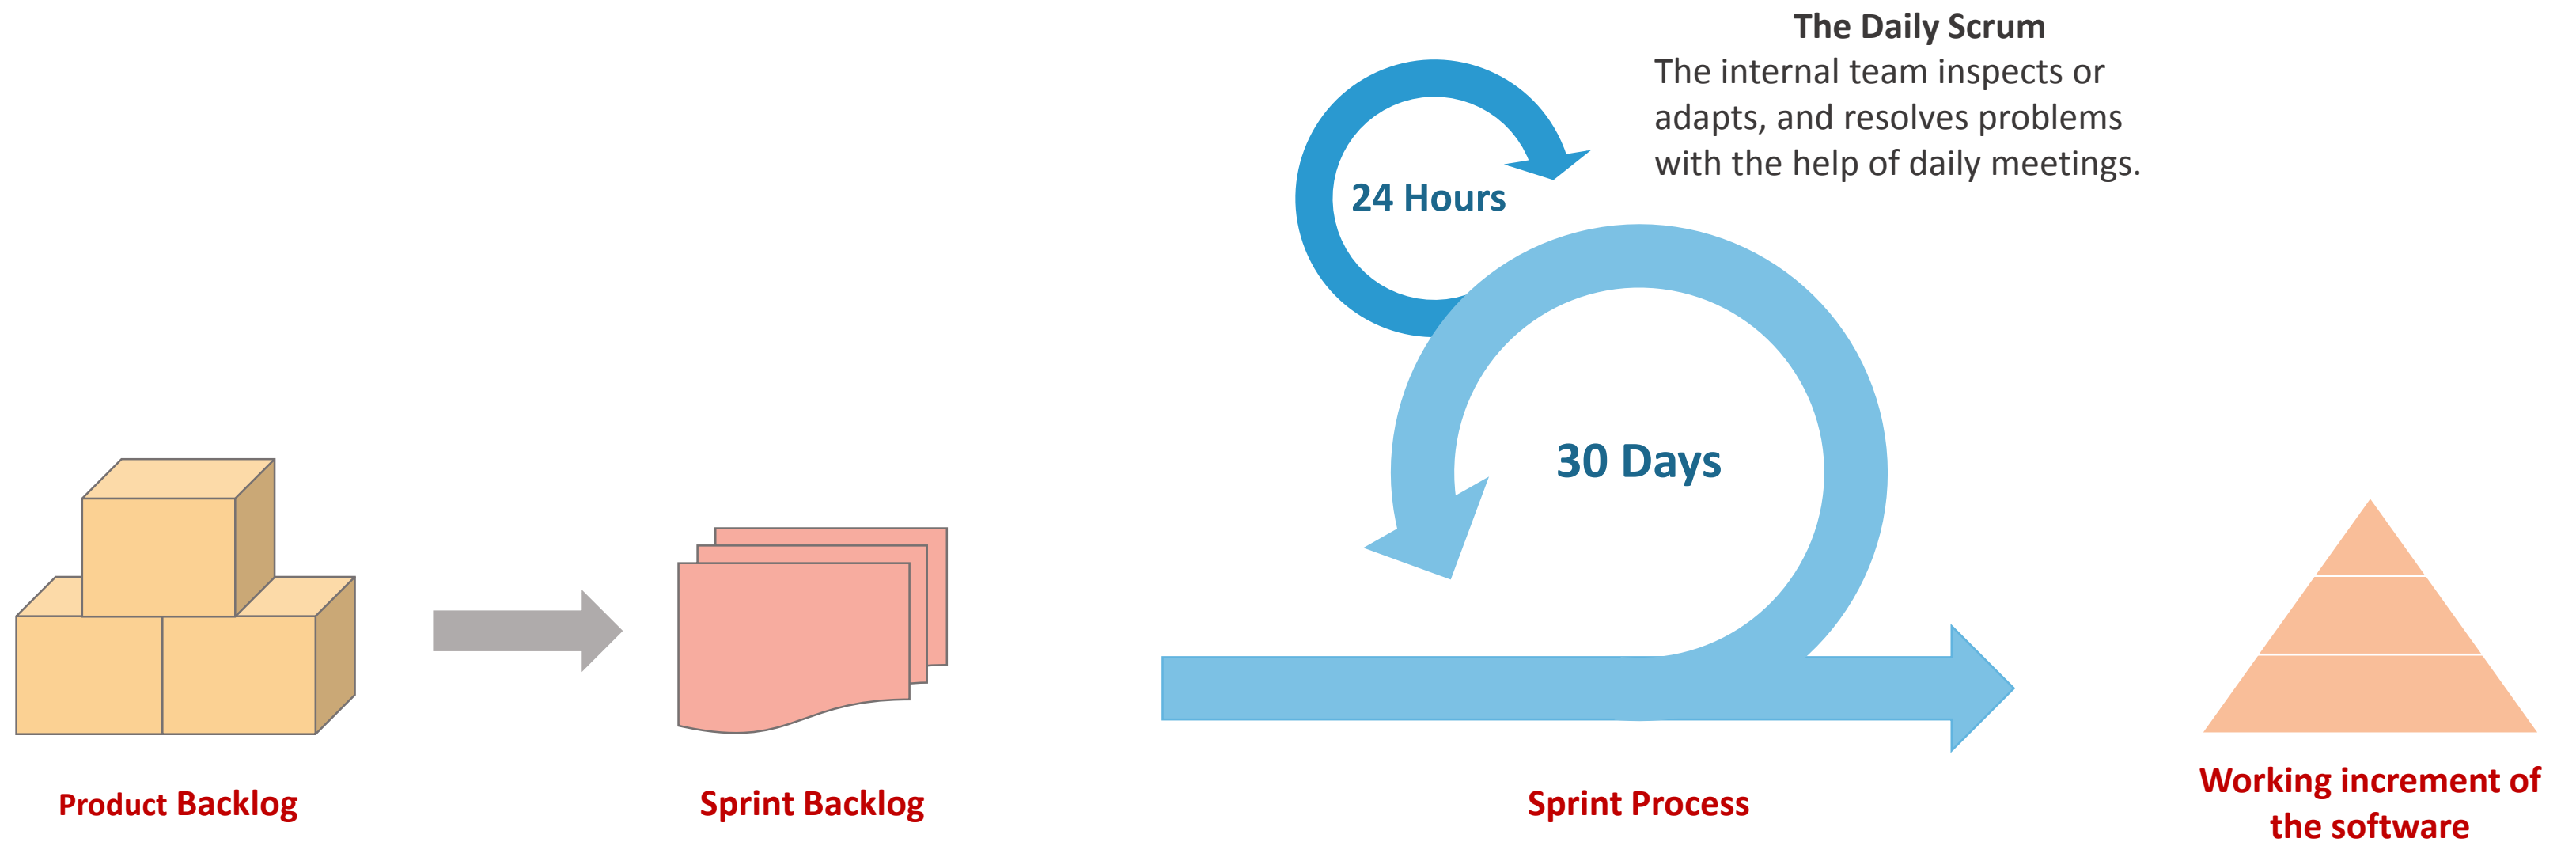 The Daily Scrum
The internal team inspects or
adapts, and resolves problems
with the help of daily meetings.
24 Hours
30 Days
Product Backlog
Sprint Backlog
Sprint Process
Working increment of
the software